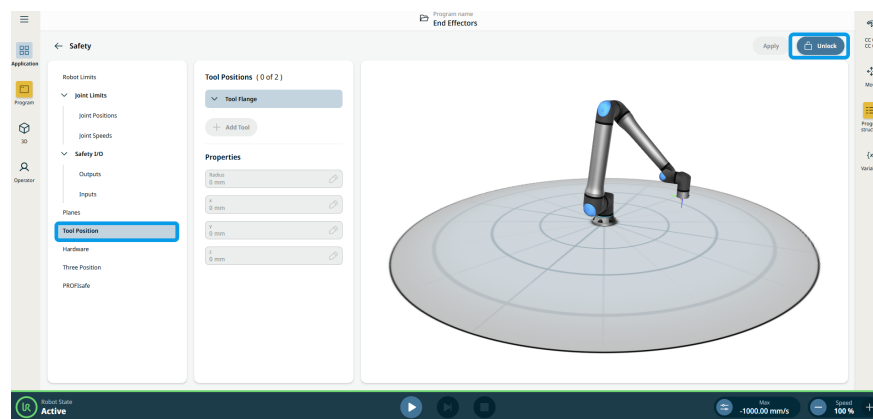 Program name
End Effectors
Safety
Apply
Unlock
Application
Program
3D
Operator
Robot Limits
Joint Limits
Joint Positions
Joint Speeds
Safety I/O
Outputs
Inputs
Planes
Tool Position
Hardware
Three Position
PROFIsafe
Tool Positions ( 0 of 2 )
Tool Flange
Add Tool
Properties
Radius
0 mm
X
0 mm
Y
0 mm
Z
0 mm
Robot State
Active
Max
-1000.00 mm/s
Speed
100 %